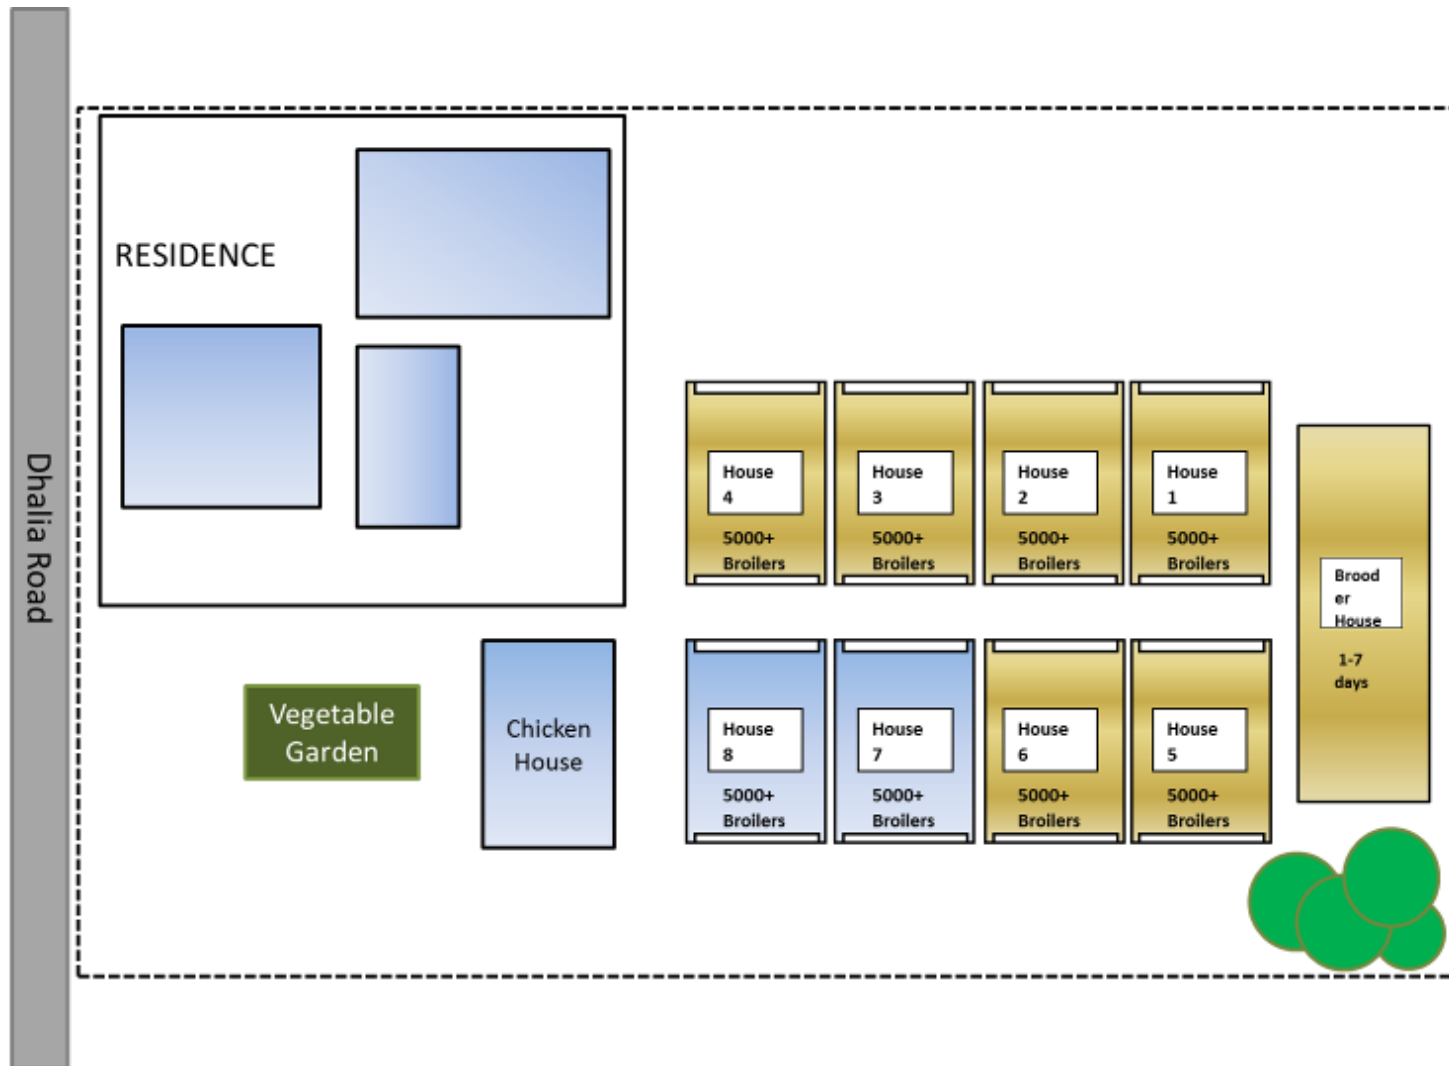 Dhalia Road
RESIDENCE
House
4
5000+
Broilers
House
3
5000+
Broilers
House
2
5000+
Broilers
House
1
5000+
Broilers
Brood
er
House
1-7
days
Vegetable
Garden
Chicken
House
House
8
5000+
Broilers
House
7
5000+
Broilers
House
6
5000+
Broilers
House
5
5000+
Broilers